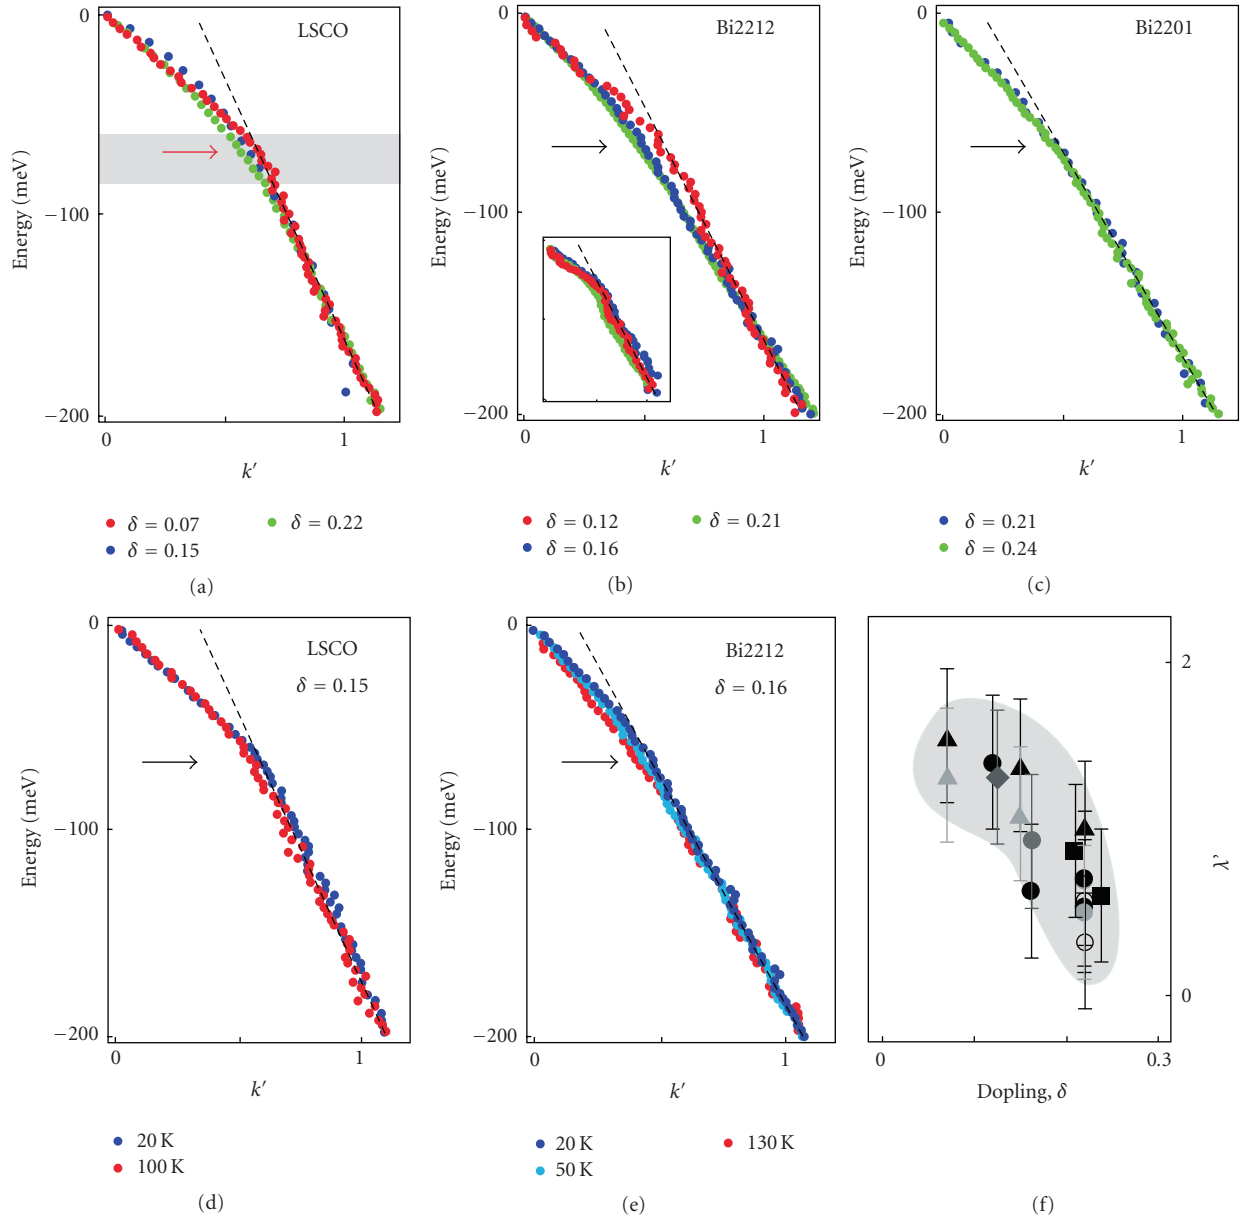 0
−100
−200
Energy (meV)
LSCO
0
1
k′
δ = 0.07
δ = 0.22
δ = 0.15
(a)
0
−100
−200
Energy (meV)
Bi2212
0
1
k′
δ = 0.12
δ = 0.21
δ = 0.16
(b)
0
−100
−200
Energy (meV)
Bi2201
0
1
k′
δ = 0.21
δ = 0.24
(c)
0
−100
−200
Energy (meV)
LSCO
δ = 0.15
0
1
k′
20 K
100 K
(d)
0
−100
−200
Energy (meV)
Bi2212
δ = 0.16
0
1
k′
20 K
130 K
50 K
(e)
2
0
λ′
0
0.3
Dopling, δ
(f)